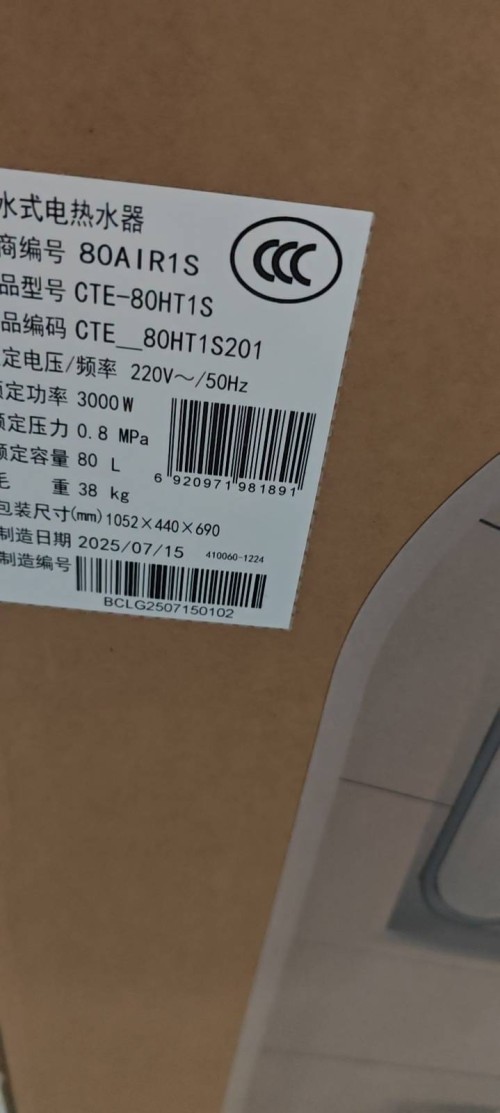 水式电热水器
商编号 80AIR1S
CCC
品型号 CTE-80HT1S
品编码 CTE__80HT1S201
定电压/频率 220V～/50Hz
额定功率 3000W
额定压力 0.8 MPa
额定容量 80 L
6 920971 981891
毛 重 38 kg
包装尺寸(mm) 1052×440×690
制造日期 2025/07/15 410060-1224
制造编号
BCLG2507150102